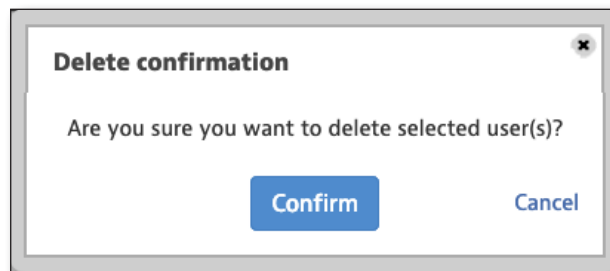 Delete confirmation
Are you sure you want to delete selected user(s)?
Confirm
Cancel